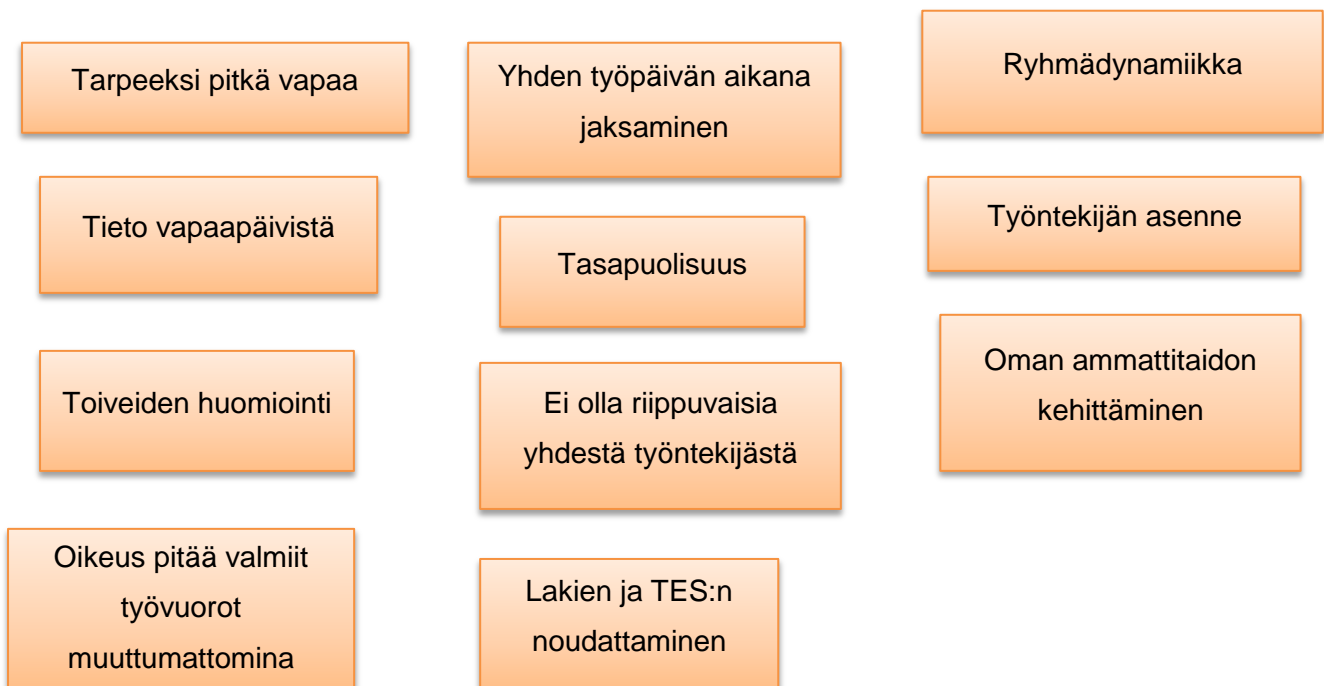 Tarpeeksi pitkä vapaa
Tieto vapaapäivistä
Toiveiden huomiointi
Oikeus pitää valmiit
työvuorot
muuttumattomina
Yhden työpäivän aikana
jaksaminen
Tasapuolisuus
Ei olla riippuvaisia
yhdestä työntekijästä
Lakien ja TES:n
noudattaminen
Ryhmädynamiikka
Työntekijän asenne
Oman ammattitaidon
kehittäminen